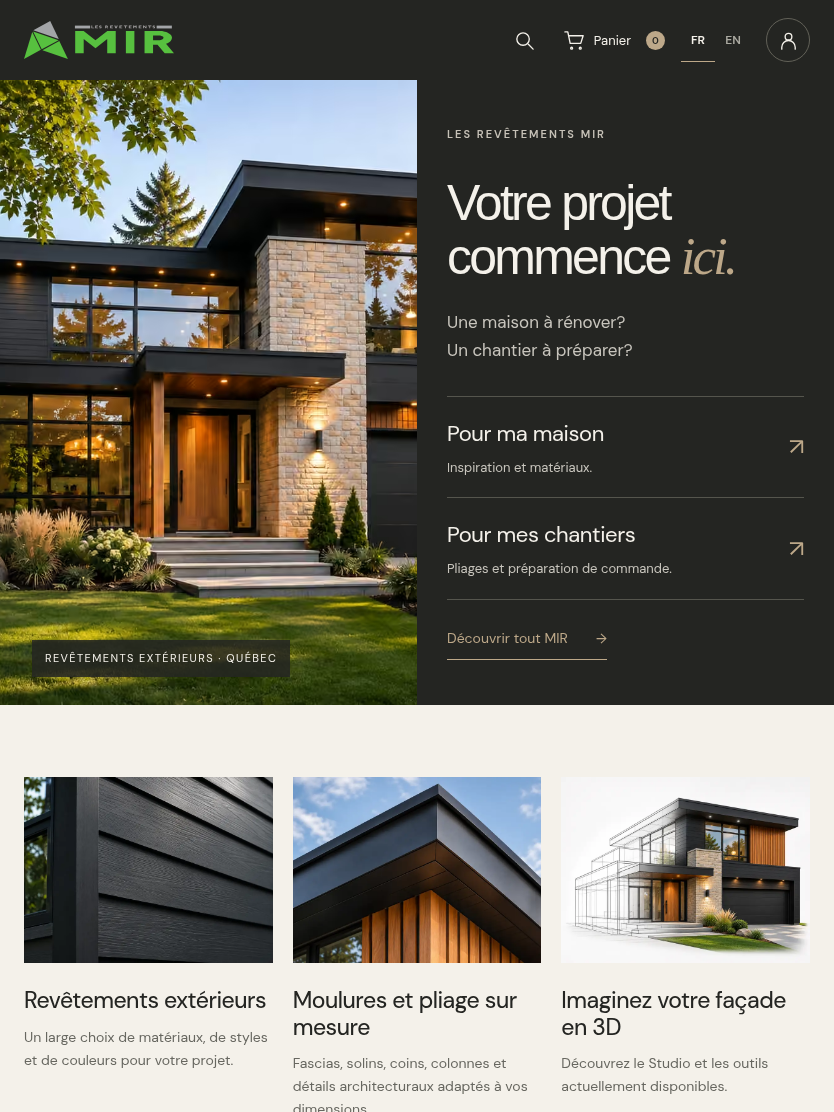 LES REVÊTEMENTS
MIR
Panier 0 FR EN
LES REVÊTEMENTS MIR
Votre projet
commence ici.
Une maison à rénover?
Un chantier à préparer?
Pour ma maison
Inspiration et matériaux.
Pour mes chantiers
Pliages et préparation de commande.
Découvrir tout MIR
REVÊTEMENTS EXTÉRIEURS · QUÉBEC
Revêtements extérieurs
Un large choix de matériaux, de styles
et de couleurs pour votre projet.
Moulures et pliage sur
mesure
Fascias, solins, coins, colonnes et
détails architecturaux adaptés à vos
dimensions.
Imaginez votre façade
en 3D
Découvrez le Studio et les outils
actuellement disponibles.